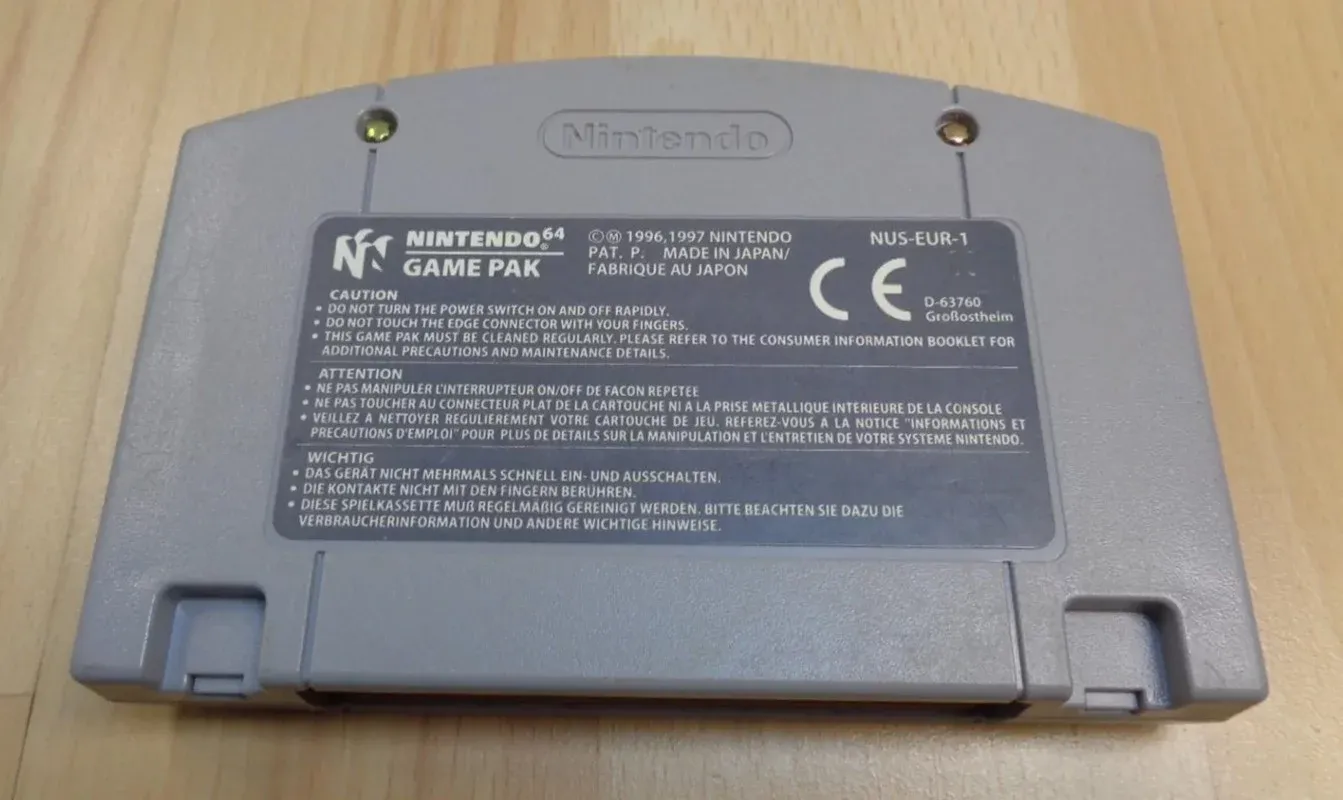 Nintendo
NINTENDO⁶⁴®
GAME PAK
©Ⓜ 1996,1997 NINTENDO
PAT. P. MADE IN JAPAN/
FABRIQUE AU JAPON
NUS-EUR-1
CE
D-63760
Großostheim
CAUTION
• DO NOT TURN THE POWER SWITCH ON AND OFF RAPIDLY.
• DO NOT TOUCH THE EDGE CONNECTOR WITH YOUR FINGERS.
• THIS GAME PAK MUST BE CLEANED REGULARLY. PLEASE REFER TO THE CONSUMER INFORMATION BOOKLET FOR
ADDITIONAL PRECAUTIONS AND MAINTENANCE DETAILS.
ATTENTION
• NE PAS MANIPULER L'INTERRUPTEUR ON/OFF DE FACON REPETEE
• NE PAS TOUCHER AU CONNECTEUR PLAT DE LA CARTOUCHE NI A LA PRISE METALLIQUE INTERIEURE DE LA CONSOLE
• VEILLEZ A NETTOYER REGULIEREMENT VOTRE CARTOUCHE DE JEU. REFEREZ-VOUS A LA NOTICE "INFORMATIONS ET
PRECAUTIONS D'EMPLOI" POUR PLUS DE DETAILS SUR LA MANIPULATION ET L'ENTRETIEN DE VOTRE SYSTEME NINTENDO.
WICHTIG
• DAS GERÄT NICHT MEHRMALS SCHNELL EIN- UND AUSSCHALTEN.
• DIE KONTAKTE NICHT MIT DEN FINGERN BERÜHREN.
• DIESE SPIELKASSETTE MUß REGELMÄßIG GEREINIGT WERDEN. BITTE BEACHTEN SIE DAZU DIE
VERBRAUCHERINFORMATION UND ANDERE WICHTIGE HINWEISE.